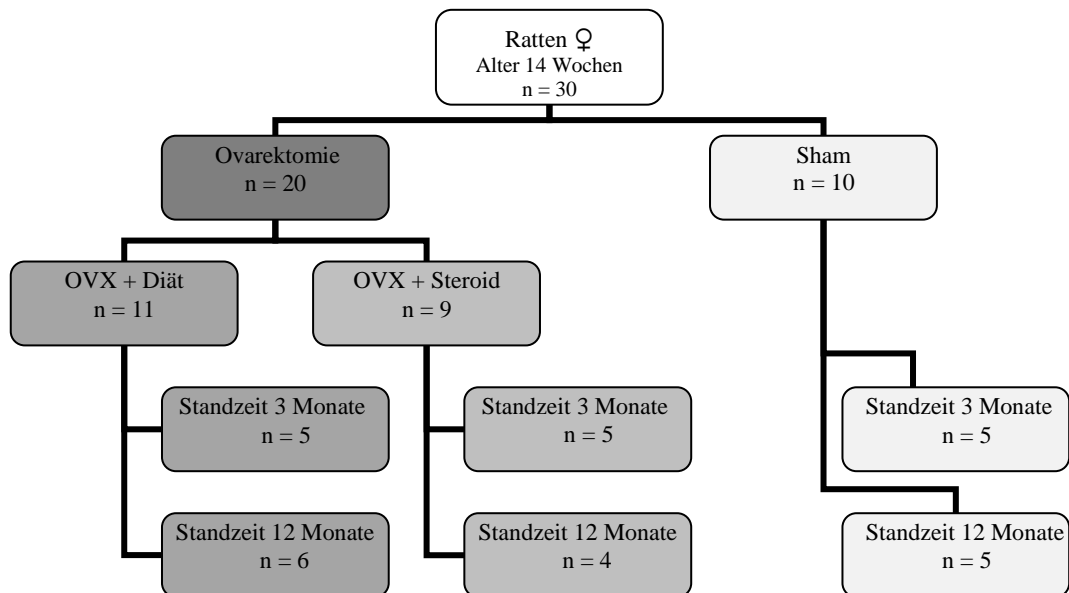 Ratten ♀
Alter 14 Wochen
n = 30
Ovarektomie
n = 20
Sham
n = 10
OVX + Diät
n = 11
OVX + Steroid
n = 9
Standzeit 3 Monate
n = 5
Standzeit 3 Monate
n = 5
Standzeit 3 Monate
n = 5
Standzeit 12 Monate
n = 6
Standzeit 12 Monate
n = 4
Standzeit 12 Monate
n = 5